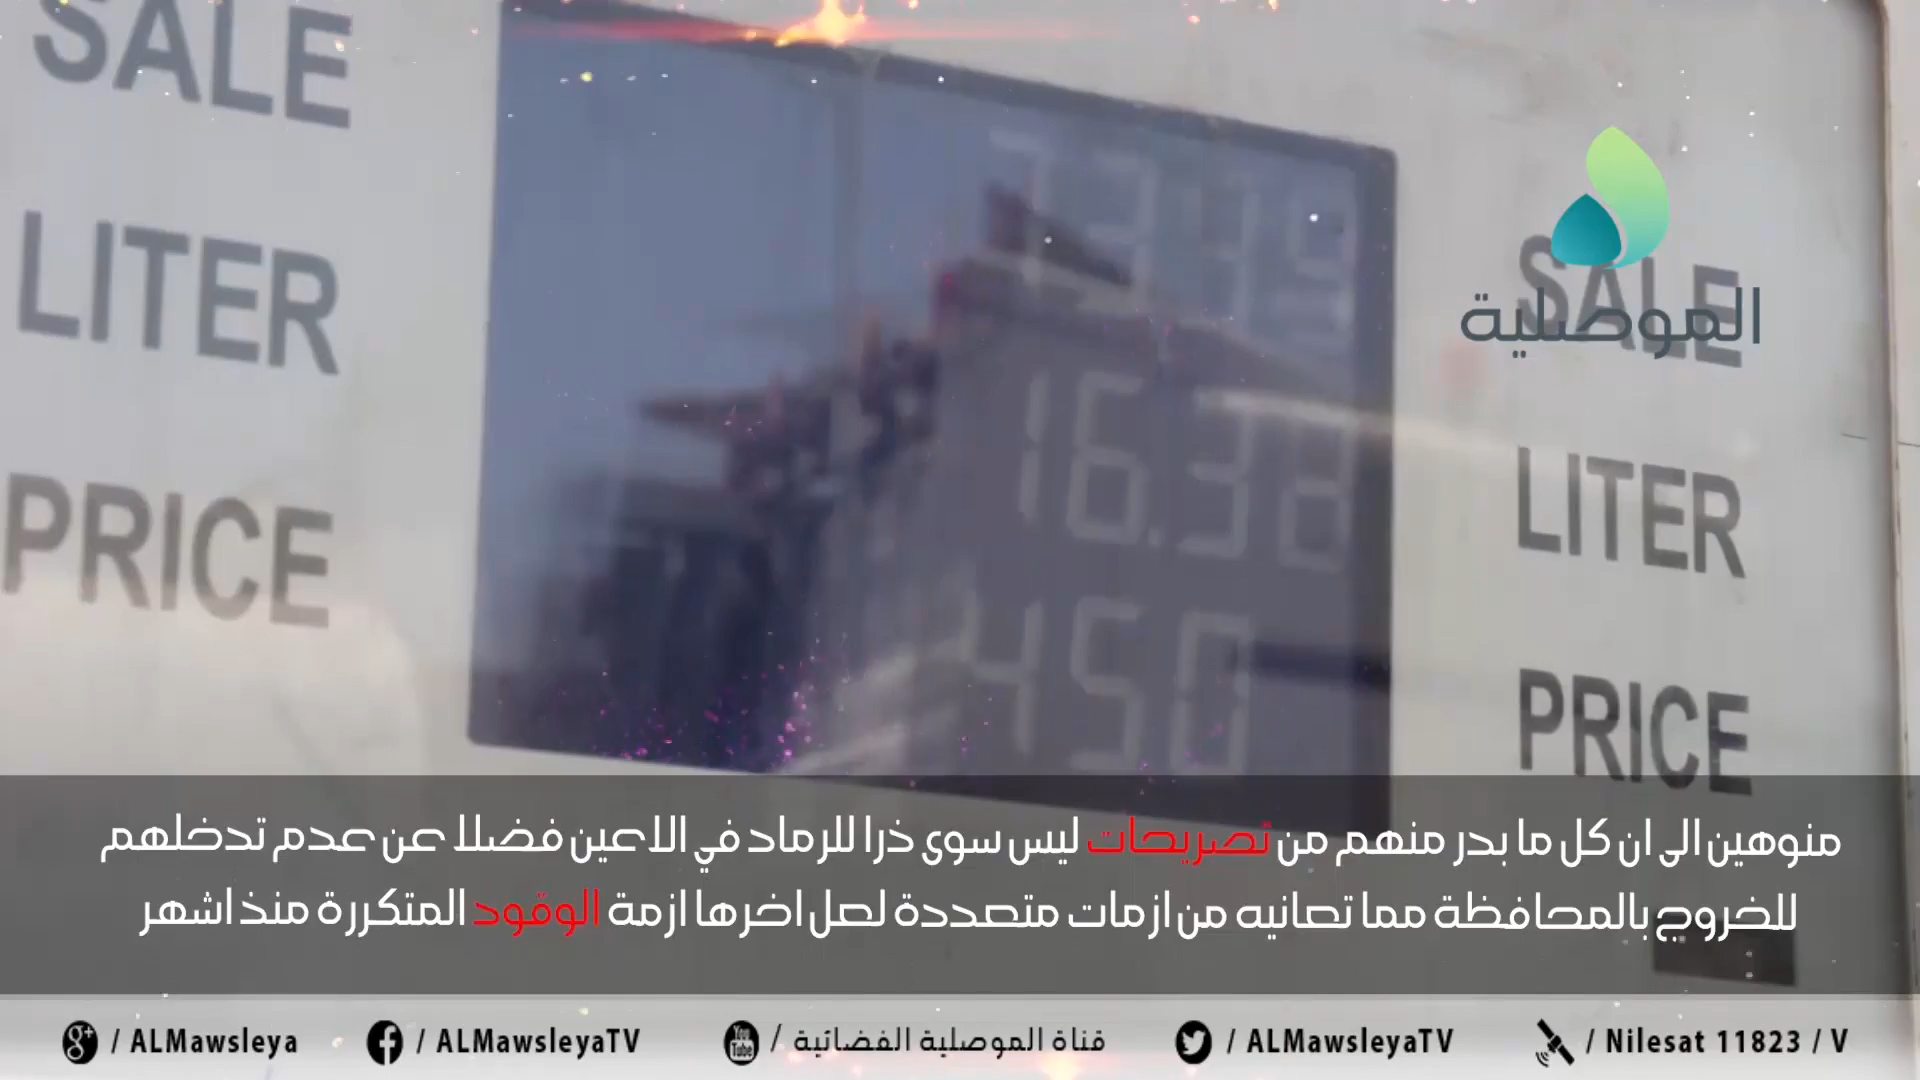 SALE
LITER
PRICE
16.38
450
الموصلية
SALE
LITER
PRICE
منوهين الى ان كل ما بدر منهم من تصريحات ليس سوى ذرا للرماد في الاعين فضلا عن عدم تدخلهم
للخروج بالمحافظة مما تعانيه من ازمات متعددة لعل اخرها ازمة الوقود المتكررة منذ اشهر
/ ALMawsleya
/ ALMawsleyaTV
You Tube / قناة الموصلية الفضائية
/ ALMawsleyaTV
/ Nilesat 11823 / V